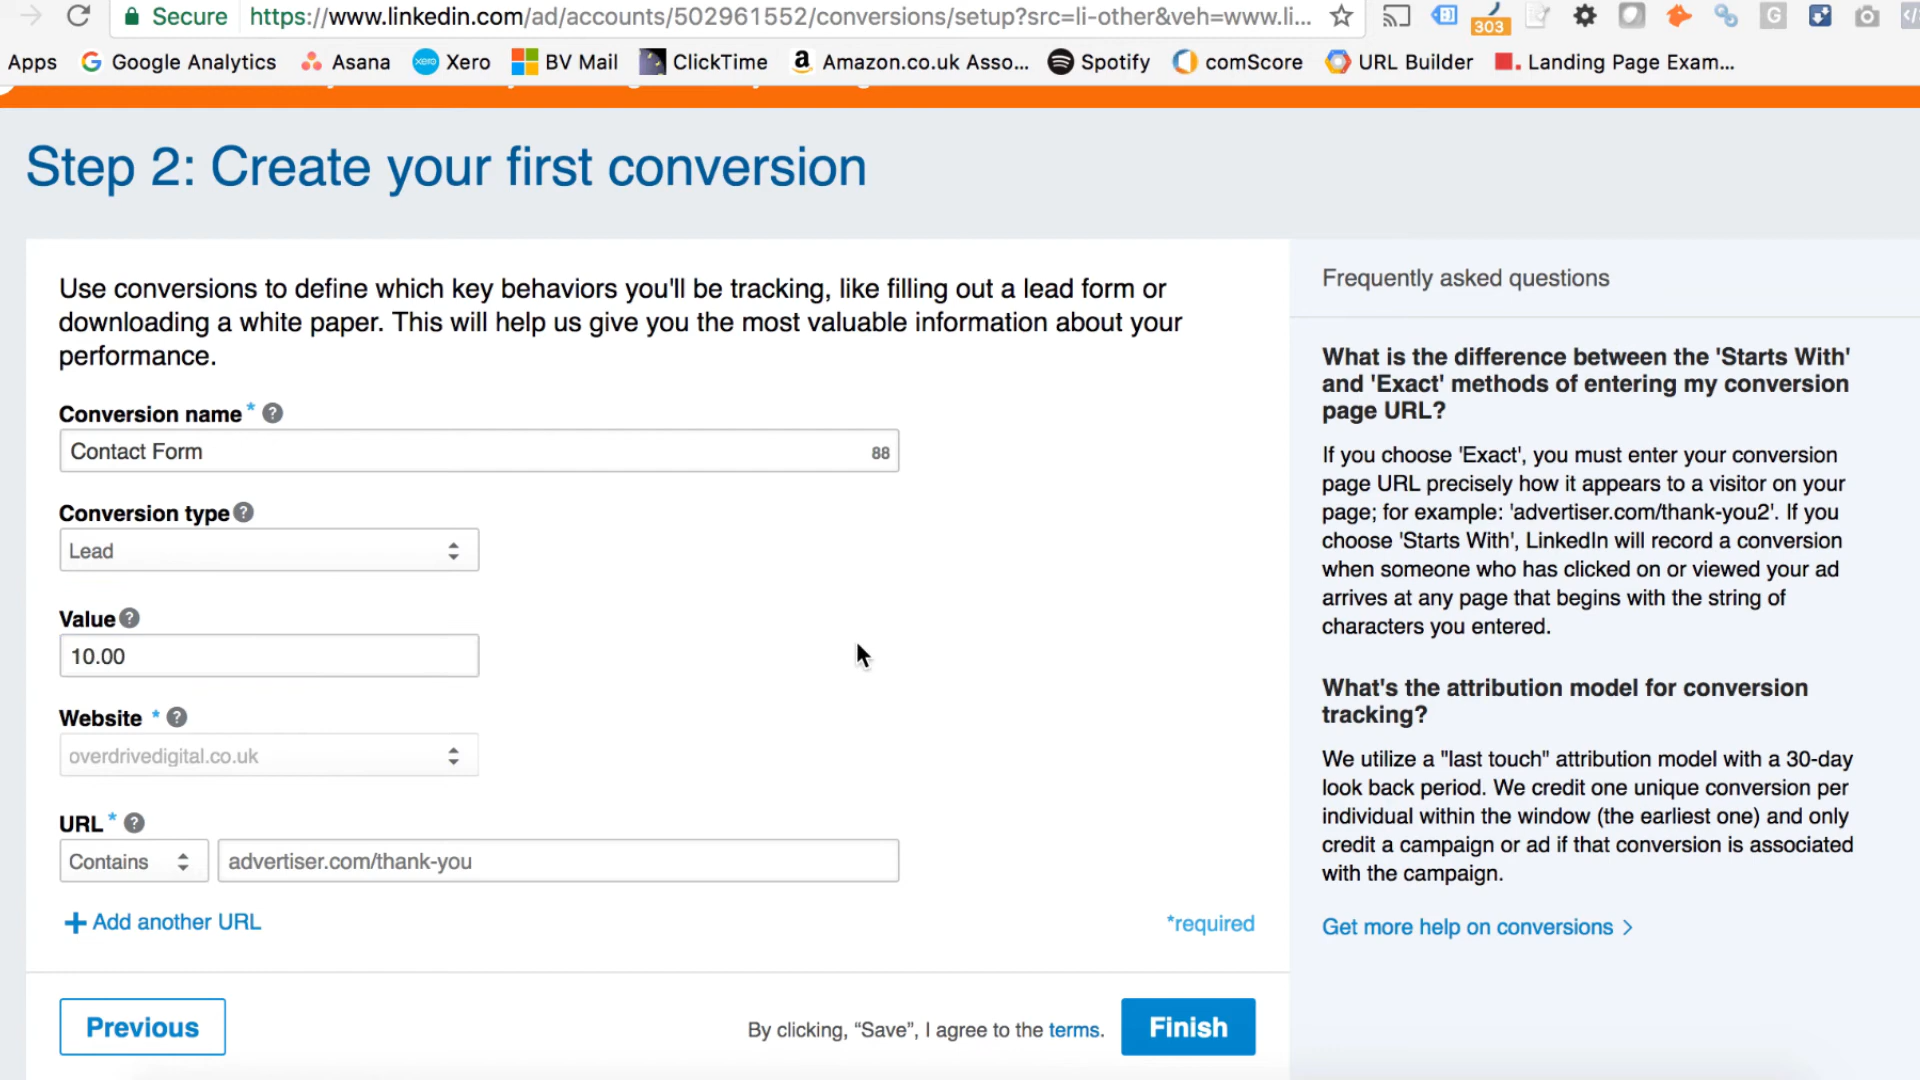 Secure https://www.linkedin.com/ad/accounts/502961552/conversions/setup?src=li-other&veh=www.li...
303
G
Apps Google Analytics Asana xero Xero BV Mail ClickTime a Amazon.co.uk Asso... Spotify comScore URL Builder Landing Page Exam...
Step 2: Create your first conversion
Use conversions to define which key behaviors you'll be tracking, like filling out a lead form or
downloading a white paper. This will help us give you the most valuable information about your
performance.
Conversion name * ?
Contact Form 88
Conversion type ?
Lead
Value ?
10.00
Website * ?
overdrivedigital.co.uk
URL * ?
Contains advertiser.com/thank-you
+ Add another URL
*required
Previous
By clicking, “Save”, I agree to the terms.
Finish
Frequently asked questions
What is the difference between the 'Starts With'
and 'Exact' methods of entering my conversion
page URL?
If you choose 'Exact', you must enter your conversion
page URL precisely how it appears to a visitor on your
page; for example: 'advertiser.com/thank-you2'. If you
choose 'Starts With', LinkedIn will record a conversion
when someone who has clicked on or viewed your ad
arrives at any page that begins with the string of
characters you entered.
What's the attribution model for conversion
tracking?
We utilize a "last touch" attribution model with a 30-day
look back period. We credit one unique conversion per
individual within the window (the earliest one) and only
credit a campaign or ad if that conversion is associated
with the campaign.
Get more help on conversions >